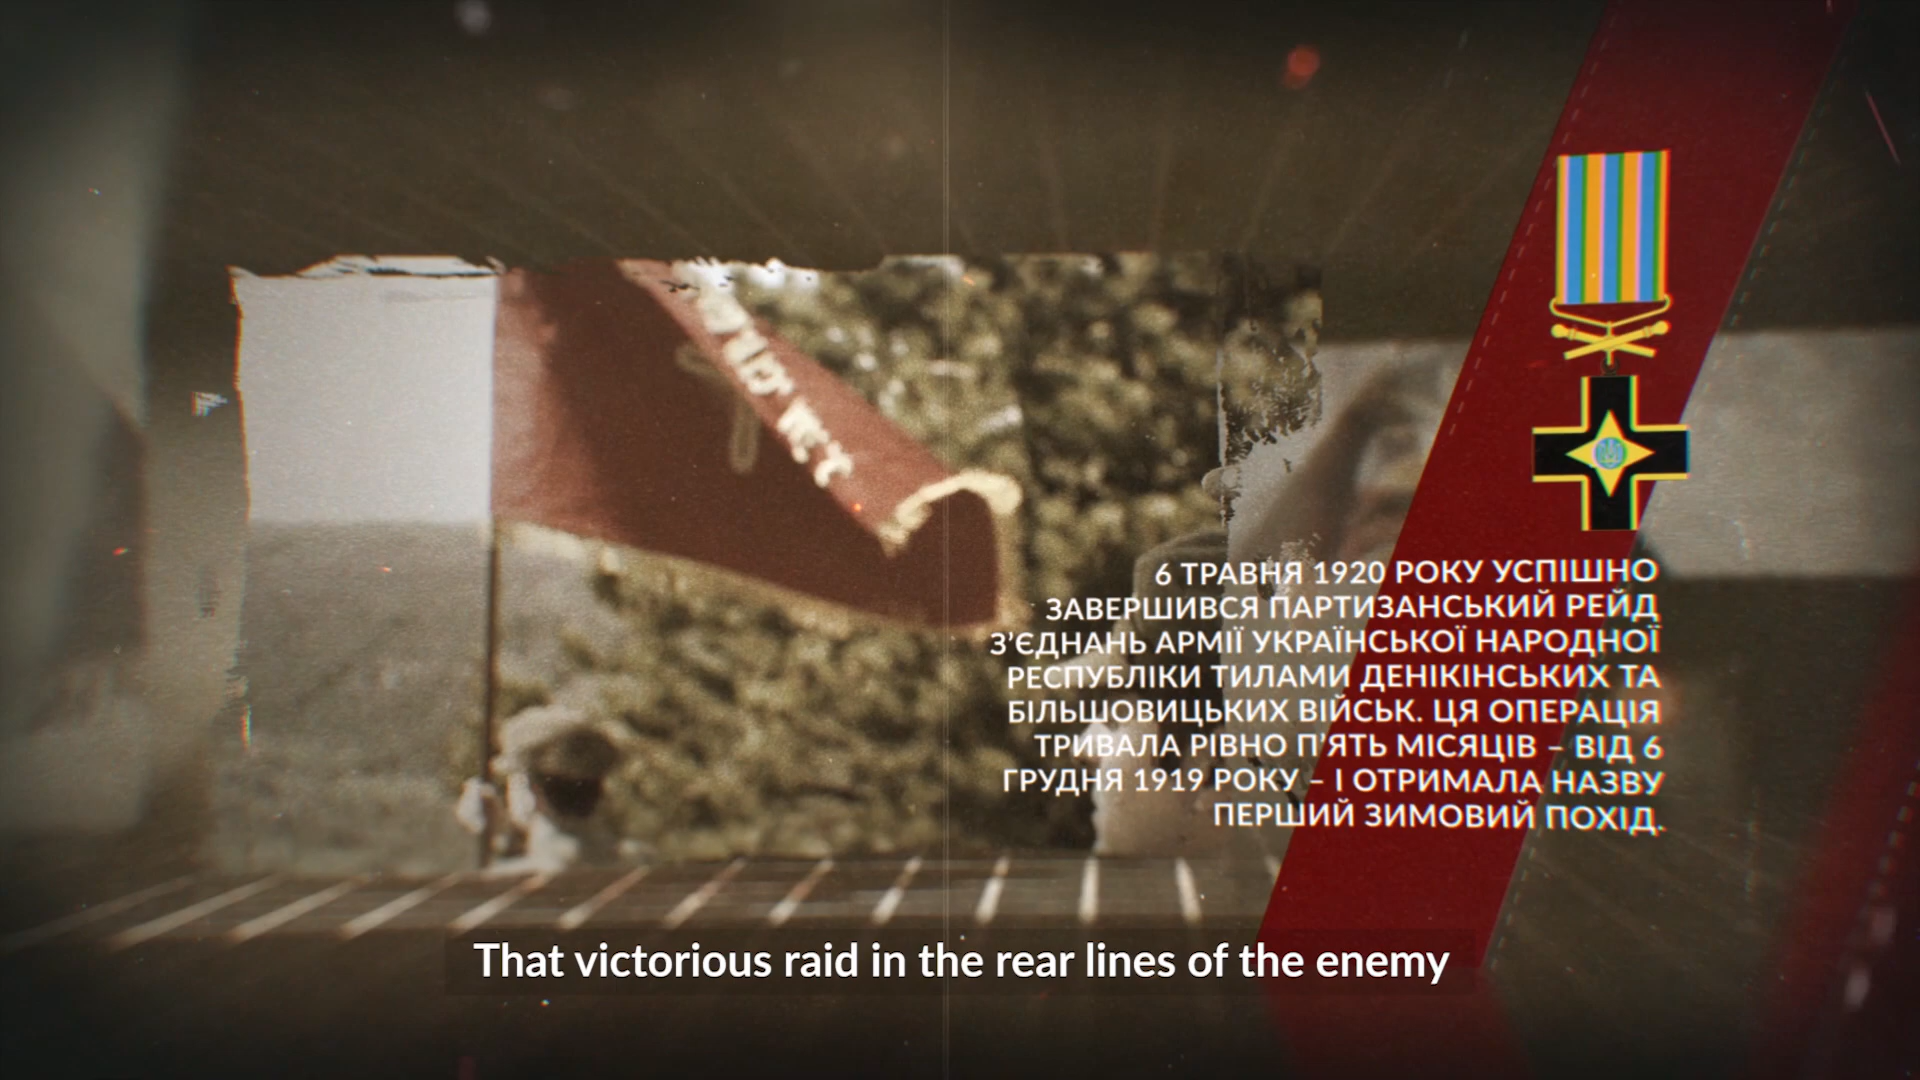 6 ТРАВНЯ 1920 РОКУ УСПІШНО
ЗАВЕРШИВСЯ ПАРТИЗАНСЬКИЙ РЕЙД
З’ЄДНАНЬ АРМІЇ УКРАЇНСЬКОЇ НАРОДНОЇ
РЕСПУБЛІКИ ТИЛАМИ ДЕНІКІНСЬКИХ ТА
БІЛЬШОВИЦЬКИХ ВІЙСЬК. ЦЯ ОПЕРАЦІЯ
ТРИВАЛА РІВНО П’ЯТЬ МІСЯЦІВ – ВІД 6
ГРУДНЯ 1919 РОКУ – І ОТРИМАЛА НАЗВУ
ПЕРШИЙ ЗИМОВИЙ ПОХІД.
That victorious raid in the rear lines of the enemy